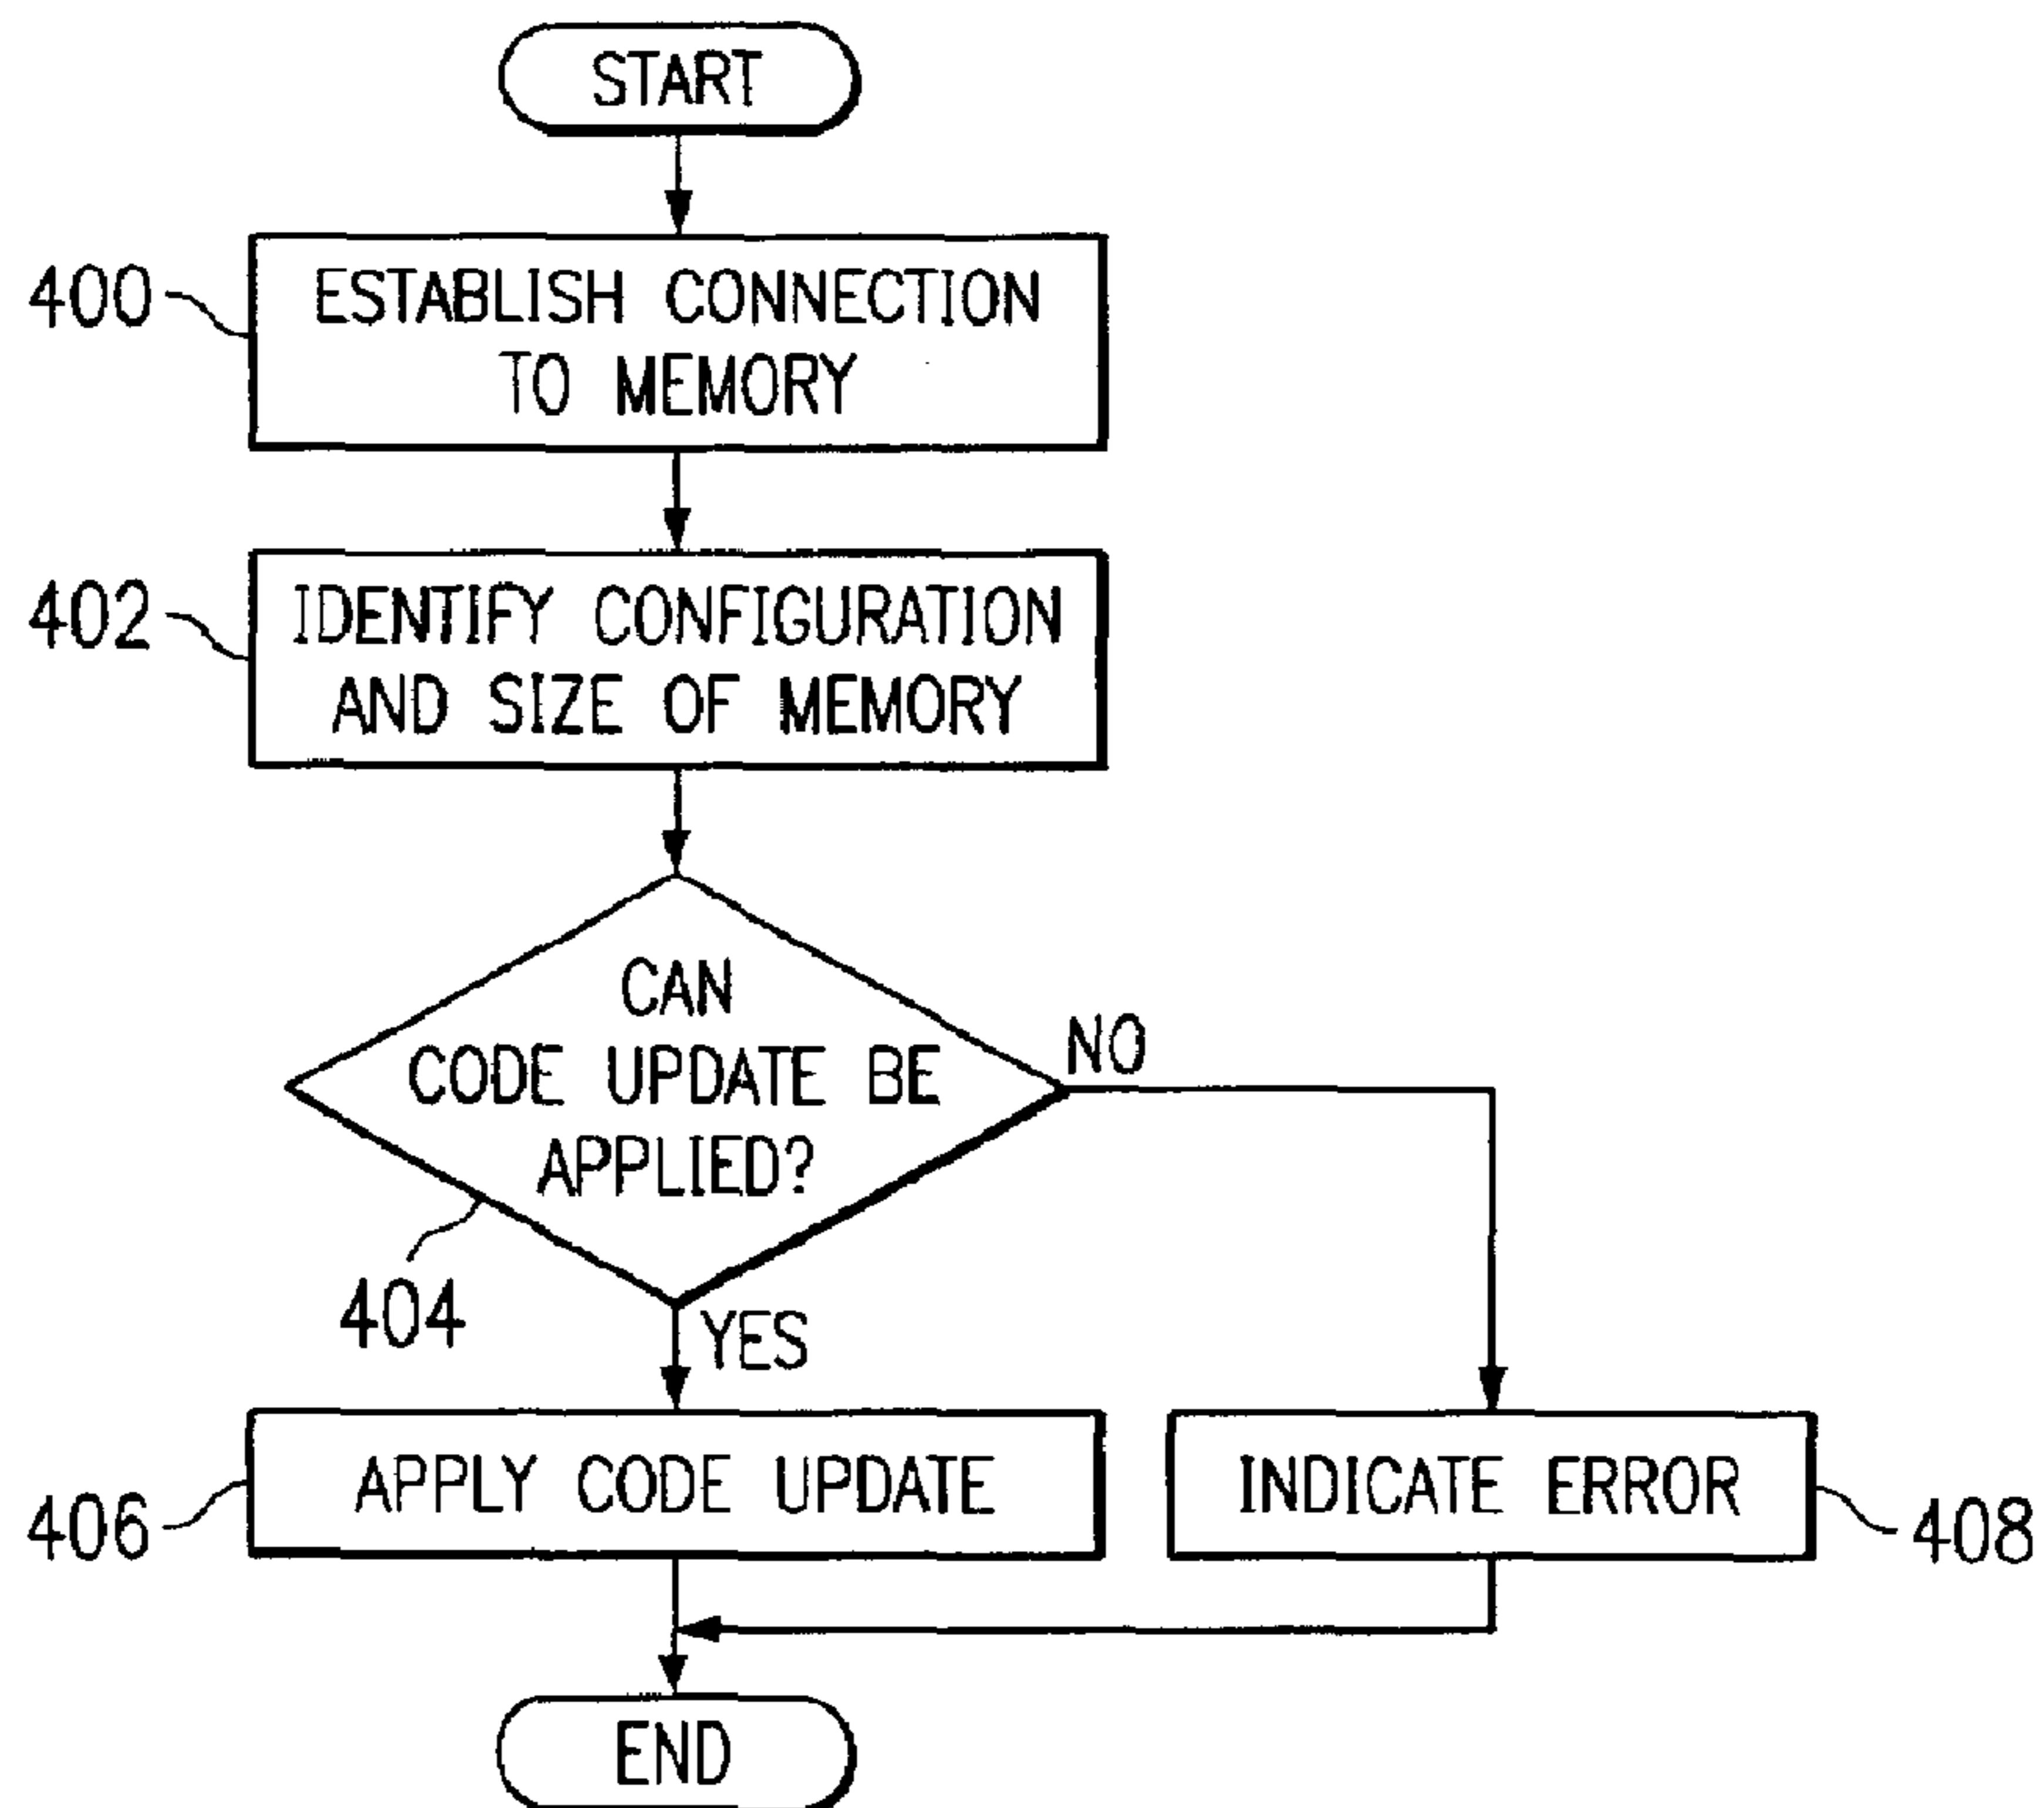 START
400
ESTABLISH CONNECTION
TO MEMORY
402
IDENTIFY CONFIGURATION
AND SIZE OF MEMORY
CAN
CODE UPDATE BE
APPLIED?
NO
404
YES
406
APPLY CODE UPDATE
INDICATE ERROR
408
END